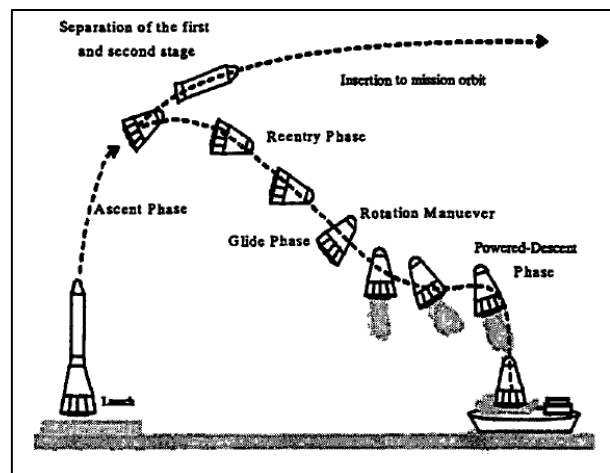 Separation of the first
and second stage
Insertion to mission orbit
Reentry Phase
Ascent Phase
Rotation Manuever
Glide Phase
Powered-Descent
Phase
Launch